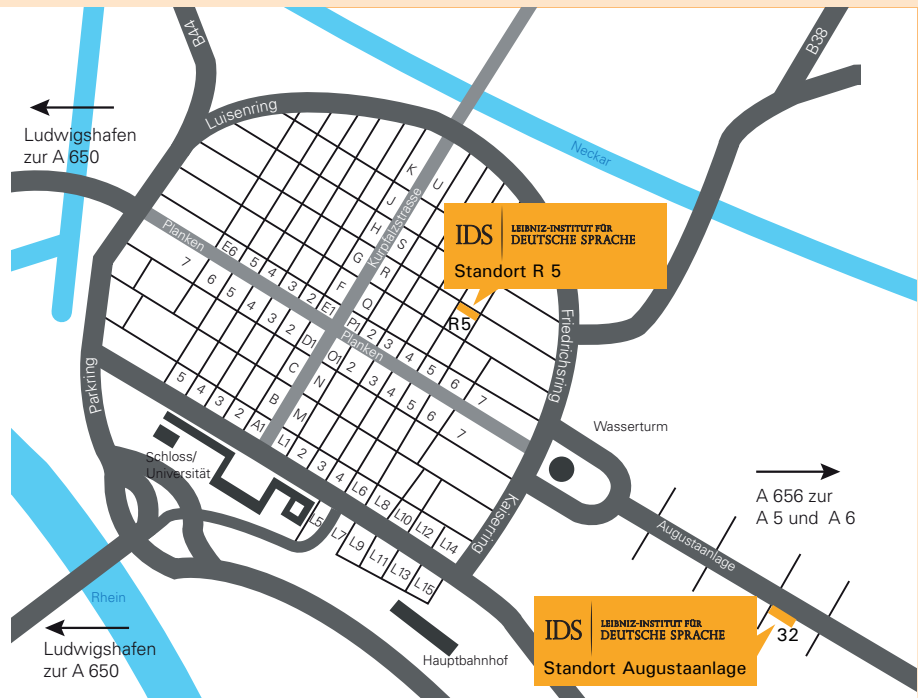 B44
B38
Luisenring
Ludwigshafen
zur A 650
Neckar
K
U
J
Kurpfalzstrasse
H
S
G
R
F
Q
IDS
LEIBNIZ-INSTITUT FÜR
DEUTSCHE SPRACHE
Standort R 5
R5
Planken
E6
5
4
3
2
E1
P1
2
3
4
5
6
7
7
6
5
4
3
2
D1
O1
2
3
4
5
6
7
Planken
C
N
B
M
Friedrichsring
Parkring
5
4
3
2
A1
L1
2
3
4
L6
L8
L10
L12
L14
L5
L7
L9
L11
L13
L15
Schloss/
Universität
Wasserturm
Kaiserring
A 656 zur
A 5 und A 6
Augustaanlage
32
Rhein
Ludwigshafen
zur A 650
Hauptbahnhof
IDS
LEIBNIZ-INSTITUT FÜR
DEUTSCHE SPRACHE
Standort Augustaanlage